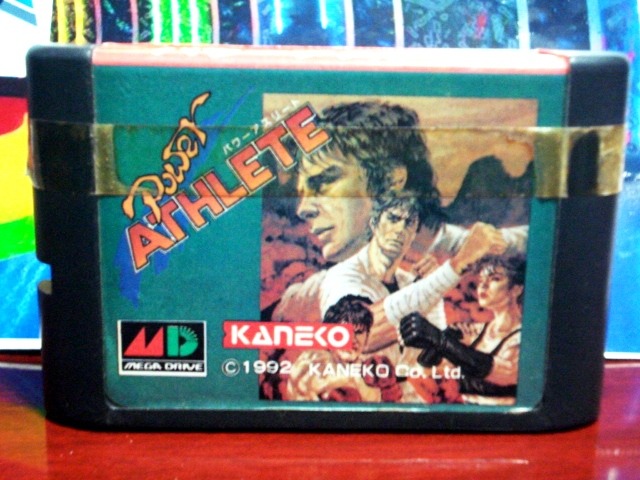 Power
パワーアスリート
ATHLETE
MD
MEGA DRIVE
KANEKO
© 1992 KANEKO Co., Ltd.